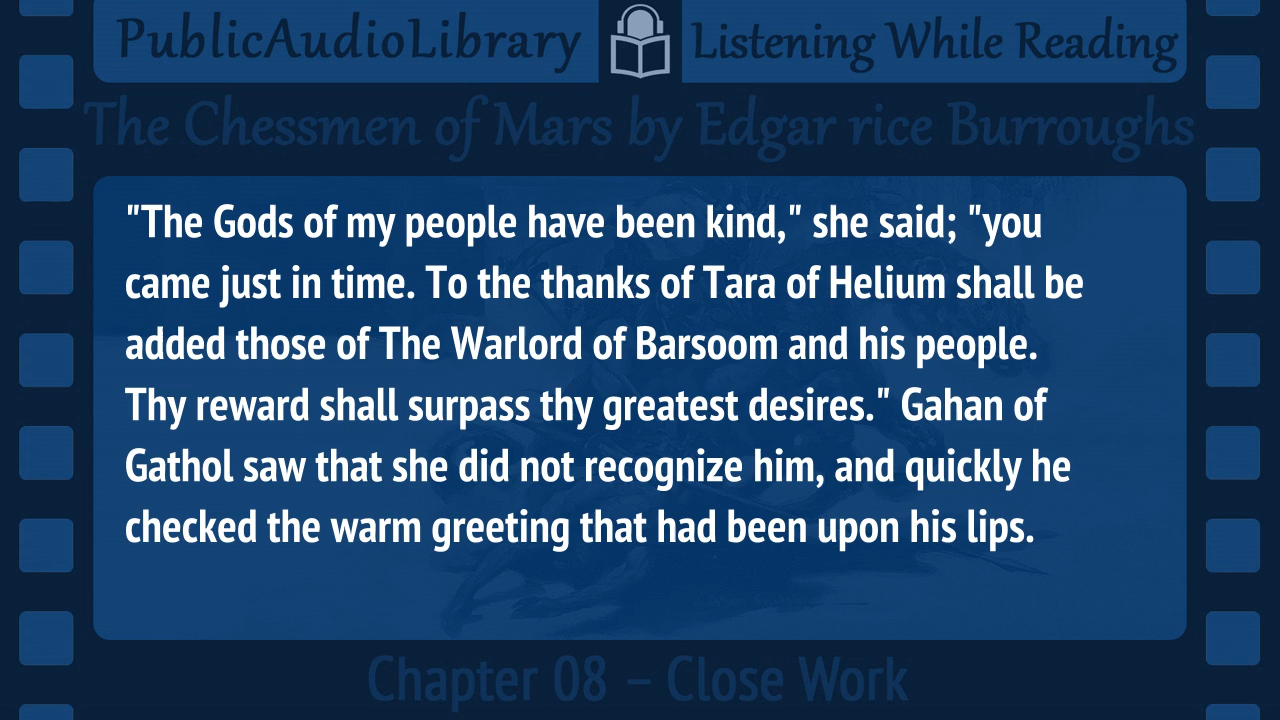 PublicAudioLibrary Listening While Reading
The Chessmen of Mars by Edgar rice Burroughs
"The Gods of my people have been kind," she said; "you
came just in time. To the thanks of Tara of Helium shall be
added those of The Warlord of Barsoom and his people.
Thy reward shall surpass thy greatest desires." Gahan of
Gathol saw that she did not recognize him, and quickly he
checked the warm greeting that had been upon his lips.
Chapter 08 – Close Work